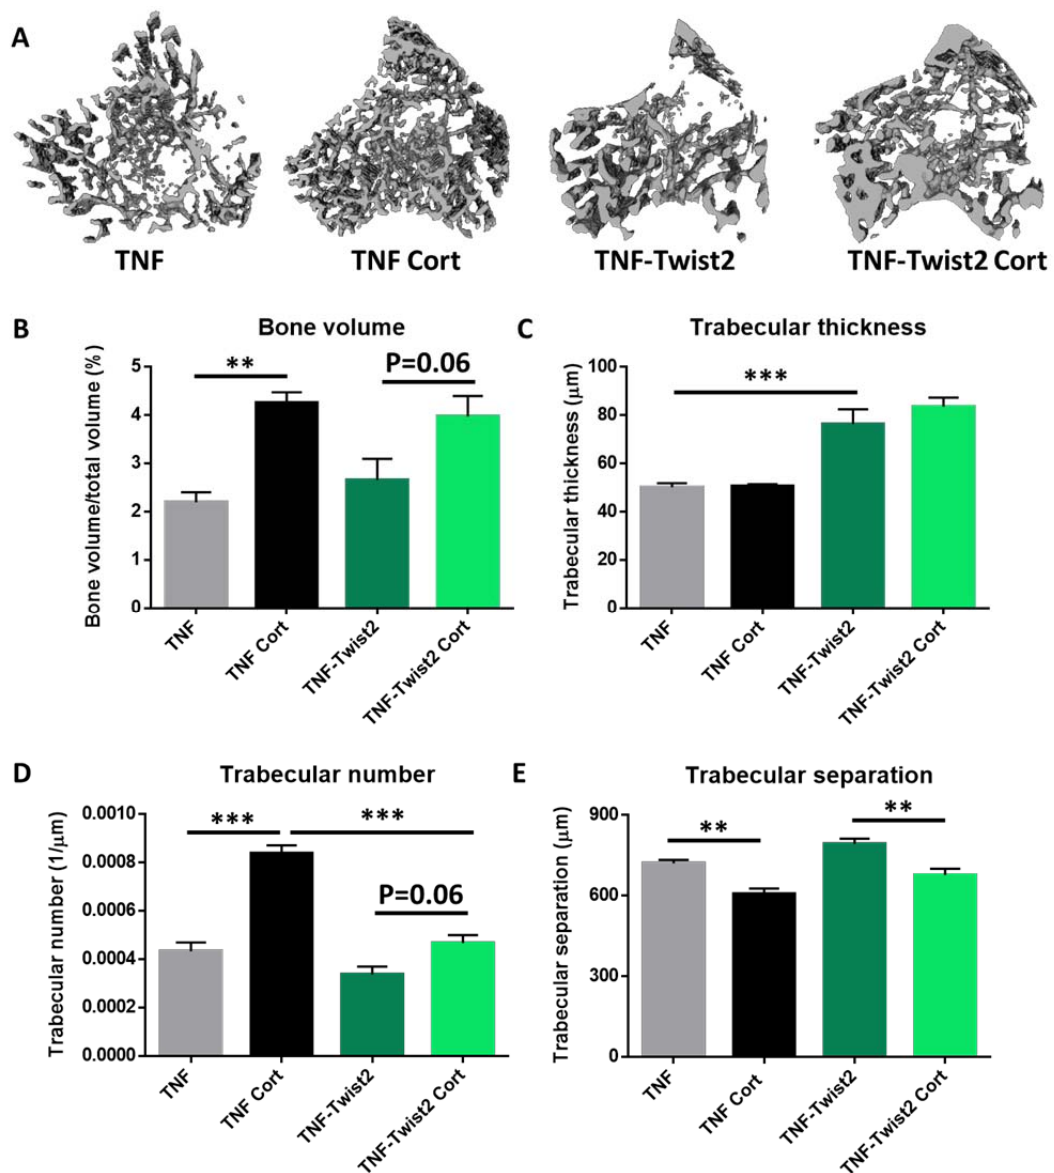 A
TNF
TNF Cort
TNF-Twist2
TNF-Twist2 Cort
B
Bone volume
Bone volume/total volume (%)
5
4
3
2
1
0
**
P=0.06
TNF
TNF Cort
TNF-Twist2
TNF-Twist2 Cort
C
Trabecular thickness
Trabecular thickness (μm)
100
80
60
40
20
0
***
TNF
TNF Cort
TNF-Twist2
TNF-Twist2 Cort
D
Trabecular number
Trabecular number (1/μm)
0.0010
0.0008
0.0006
0.0004
0.0002
0.0000
***
***
P=0.06
TNF
TNF Cort
TNF-Twist2
TNF-Twist2 Cort
E
Trabecular separation
Trabecular separation (μm)
900
600
300
0
**
**
TNF
TNF Cort
TNF-Twist2
TNF-Twist2 Cort